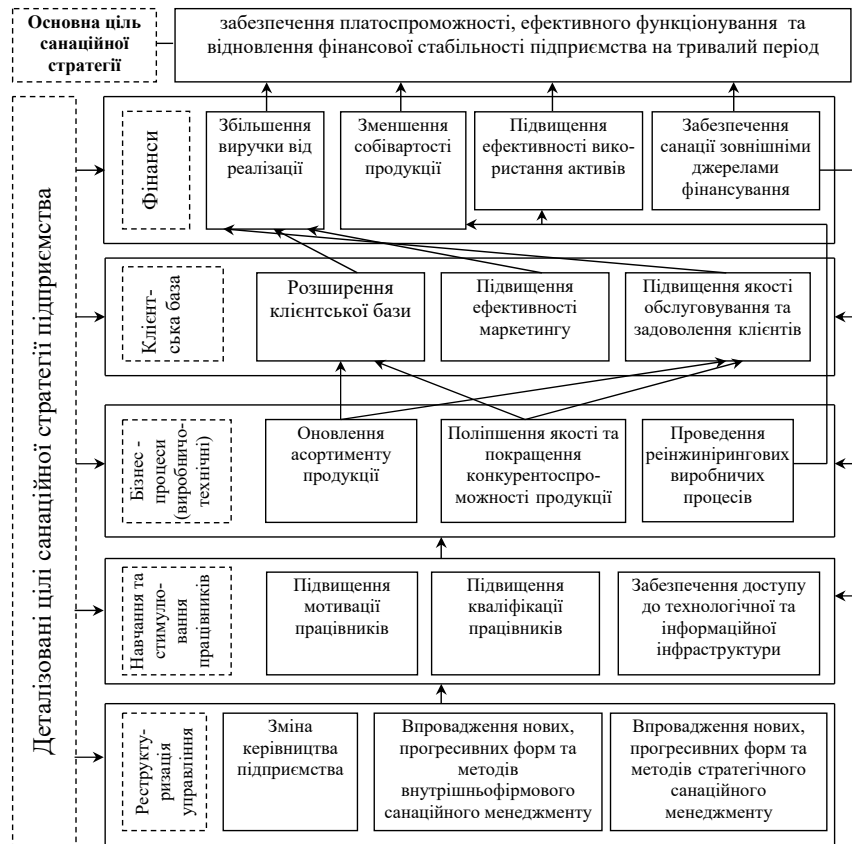 Основна ціль
санаційної
стратегії
забезпечення платоспроможності, ефективного функціонування та
відновлення фінансової стабільності підприємства на тривалий період
Деталізовані цілі санаційної стратегії підприємства
Фінанси
Збільшення
виручки від
реалізації
Зменшення
собівартості
продукції
Підвищення
ефективності вико-
ристання активів
Забезпечення
санації зовнішніми
джерелами
фінансування
Клієнт-
ська база
Розширення
клієнтської бази
Підвищення
ефективності
маркетингу
Підвищення якості
обслуговування та
задоволення клієнтів
Бізнес -
процеси
(виробничо-
технічні)
Оновлення
асортименту
продукції
Поліпшення якості та
покращення
конкурентоспро-
можності продукції
Проведення
реінжинірингових
виробничих
процесів
Навчання та
стимулю-
вання
працівників
Підвищення
мотивації
працівників
Підвищення
кваліфікації
працівників
Забезпечення доступу
до технологічної та
інформаційної
інфраструктури
Реструкту-
ризація
управління
Зміна
керівництва
підприємства
Впровадження нових,
прогресивних форм та
методів
внутрішньофірмового
санаційного менеджменту
Впровадження нових,
прогресивних форм та
методів стратегічного
санаційного
менеджменту